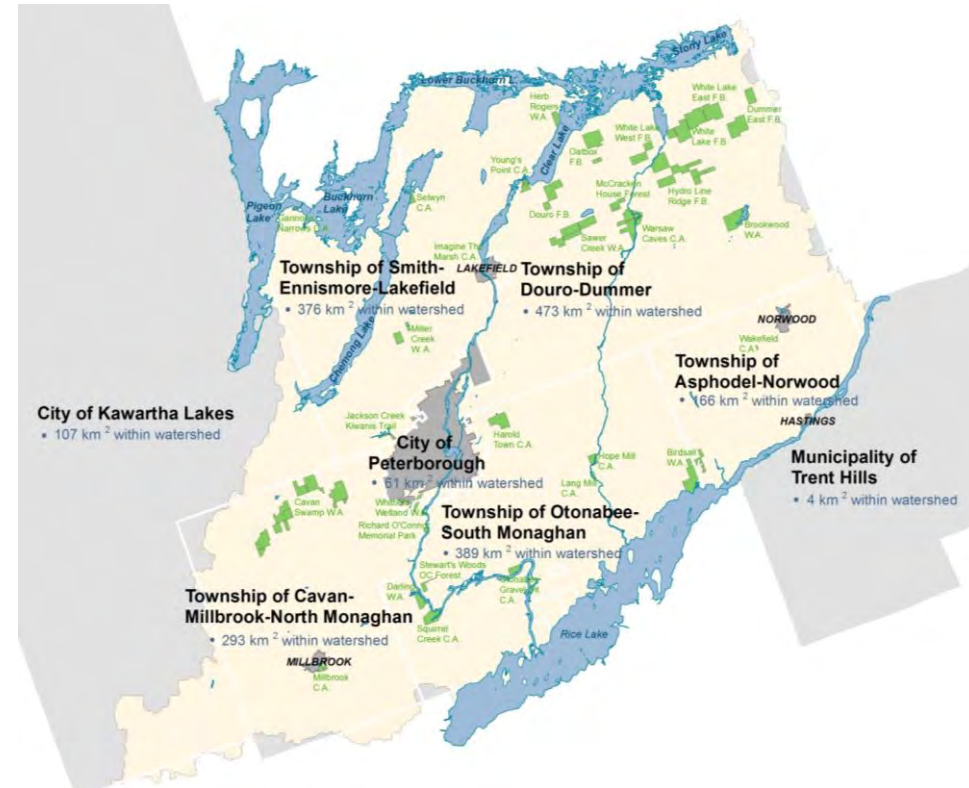 Stony Lake
Lower Buckhorn L.
Herb
Rogers
W.A.
White Lake
East F.B.
Dummer
East F.B.
White Lake
West F.B.
White
Lake F.B.
Oatbox
F.B.
Clear Lake
Young's
Point C.A.
McCracken
House Forest
Hydro Line
Ridge F.B.
Pigeon
Lake
Buckhorn
Lake
Selwyn
C.A.
Douro F.B.
Sawer
Creek W.A.
Warsaw
Caves C.A.
Brookwood
W.A.
Imagine The
Marsh C.A.
LAKEFIELD
Township of Smith-
Ennismore-Lakefield
• 376 km 2 within watershed
Township of
Douro-Dummer
• 473 km 2 within watershed
Chemong Lake
Miller
Creek
W.A.
NORWOOD
Wakefield
C.A.
Township of
Asphodel-Norwood
• 166 km 2 within watershed
HASTINGS
City of Kawartha Lakes
• 107 km 2 within watershed
Jackson Creek
Kiwanis Trail
City of
Peterborough
• 61 km 2 within watershed
Harold
Town C.A.
Hope Mill
C.A.
Lang Mill
C.A.
Birdsall
W.A.
Municipality of
Trent Hills
• 4 km 2 within watershed
Cavan
Swamp W.A.
Wetland W.A.
Richard O'Connor
Memorial Park
Township of Otonabee-
South Monaghan
• 389 km 2 within watershed
Stewart's Woods
OC Forest
Darling
W.A.
Squirrel
Creek C.A.
C.A.
Rice Lake
Township of Cavan-
Millbrook-North Monaghan
• 293 km 2 within watershed
MILLBROOK
Millbrook
C.A.